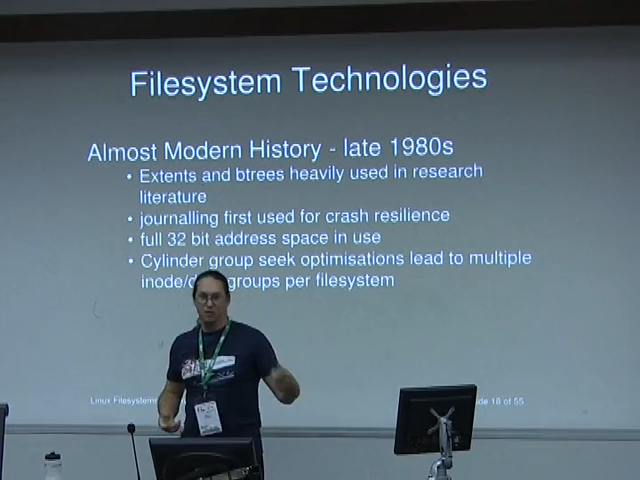 Filesystem Technologies
Almost Modern History - late 1980s
• Extents and btrees heavily used in research
literature
• journalling first used for crash resilience
• full 32 bit address space in use
• Cylinder group seek optimisations lead to multiple
inode/ groups per filesystem
Linux Filesystem
18 of 55